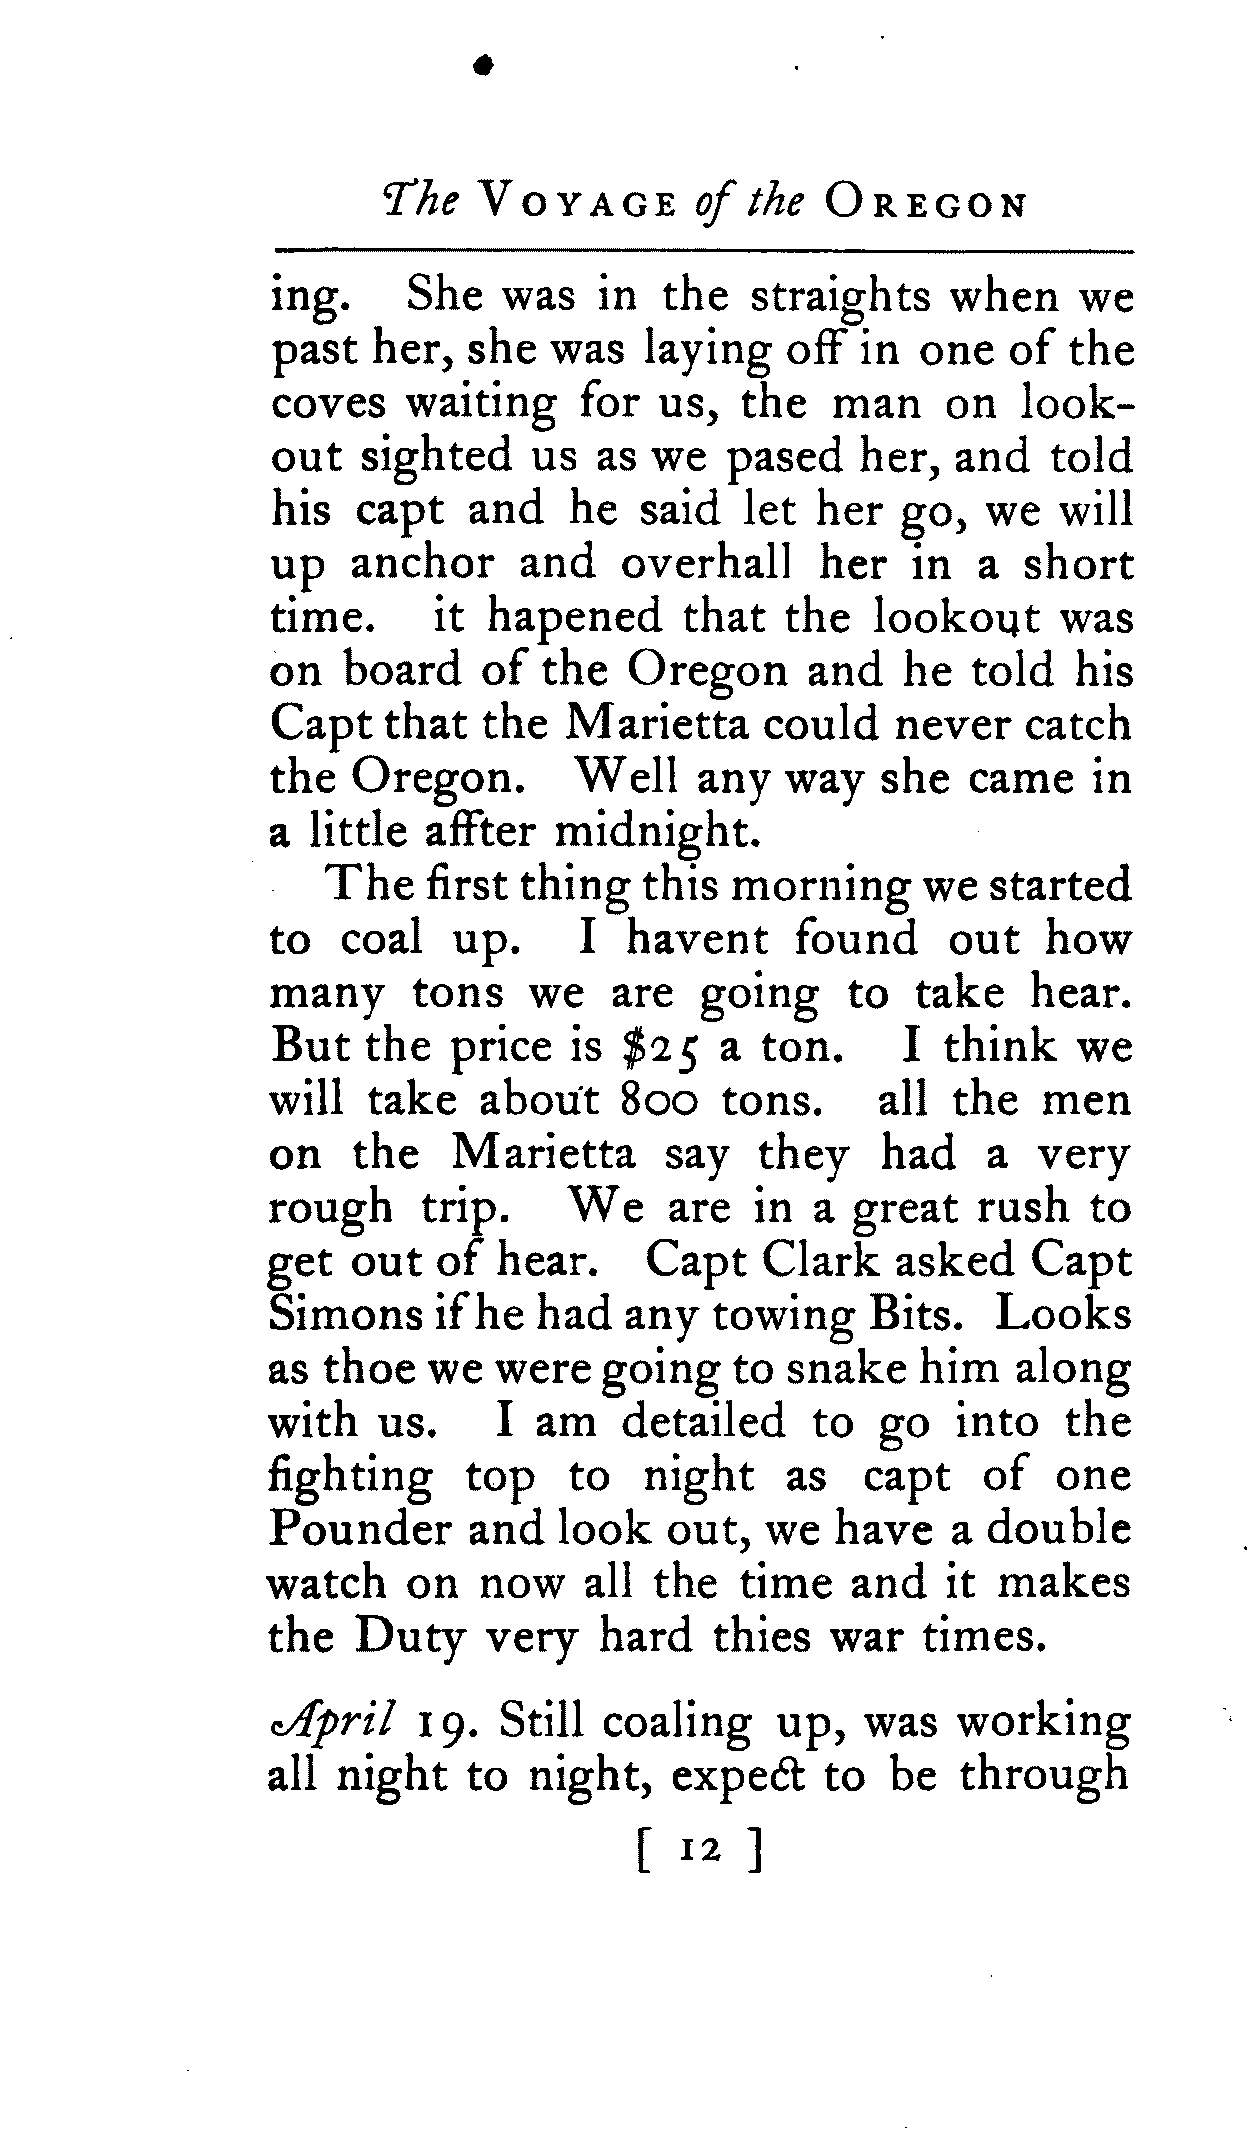 The VOYAGE of the OREGON
ing. She was in the straights when we
past her, she was laying off in one of the
coves waiting for us, the man on look-
out sighted us as we pased her, and told
his capt and he said let her go, we will
up anchor and overhall her in a short
time. it hapened that the lookout was
on board of the Oregon and he told his
Capt that the Marietta could never catch
the Oregon. Well any way she came in
a little affter midnight.
The first thing this morning we started
to coal up. I havent found out how
many tons we are going to take hear.
But the price is $25 a ton. I think we
will take about 800 tons. all the men
on the Marietta say they had a very
rough trip. We are in a great rush to
get out of hear. Capt Clark asked Capt
Simons if he had any towing Bits. Looks
as thoe we were going to snake him along
with us. I am detailed to go into the
fighting top to night as capt of one
Pounder and look out, we have a double
watch on now all the time and it makes
the Duty very hard thies war times.
April 19. Still coaling up, was working
all night to night, expect to be through
[ 12 ]